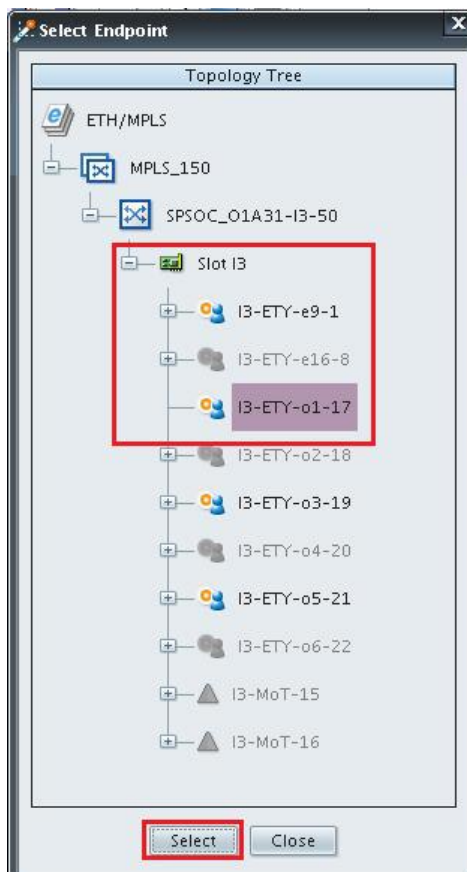 Select Endpoint
Topology Tree
ETH/MPLS
MPLS_150
SPSOC_O1A31-I3-50
Slot I3
I3-ETY-e9-1
I3-ETY-e16-8
I3-ETY-o1-17
I3-ETY-o2-18
I3-ETY-o3-19
I3-ETY-o4-20
I3-ETY-o5-21
I3-ETY-o6-22
I3-MoT-15
I3-MoT-16
Select Close